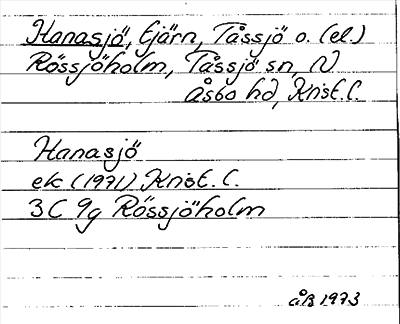 Hanasjö, tjärn, Tåssjö o. (el.)
Rössjöholm, Tåssjö sn, N
Åsbo hd, Krist. l.
Hanasjö
ek (1971) Krist. l.
3C 9g Rössjöholm
ÅB 1973